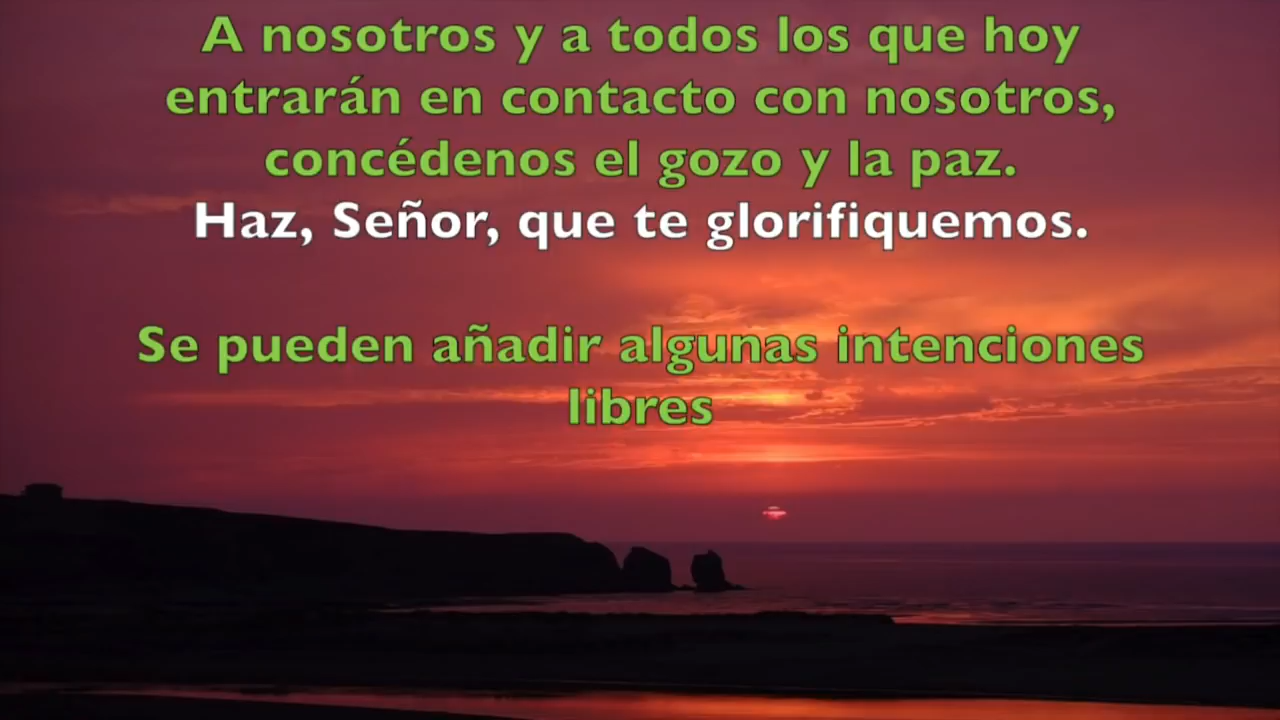 A nosotros y a todos los que hoy
entrarán en contacto con nosotros,
concédenos el gozo y la paz.
Haz, Señor, que te glorifiquemos.
Se pueden añadir algunas intenciones
libres